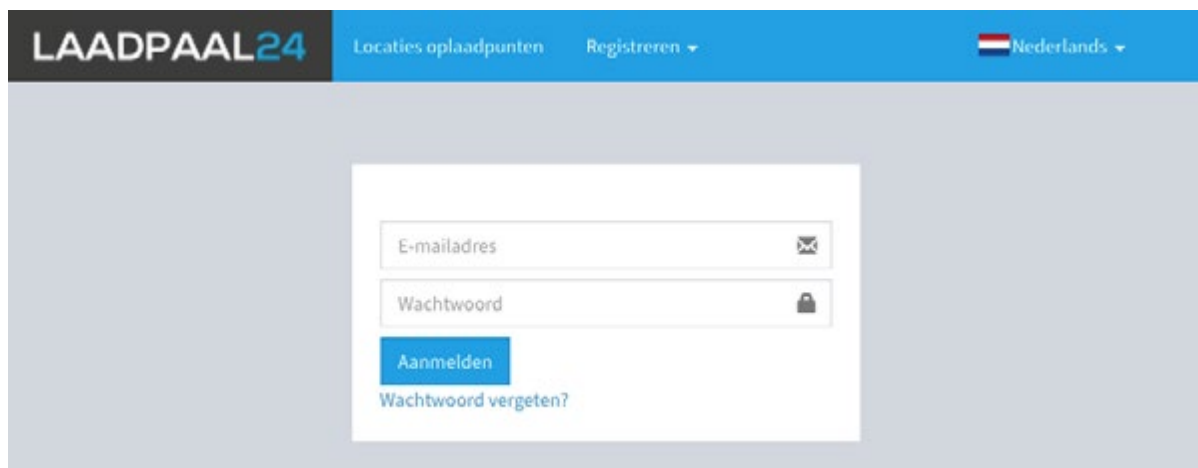 LAADPAAL24 Locaties oplaadpunten Registreren Nederlands
E-mailadres
Wachtwoord
Aanmelden
Wachtwoord vergeten?